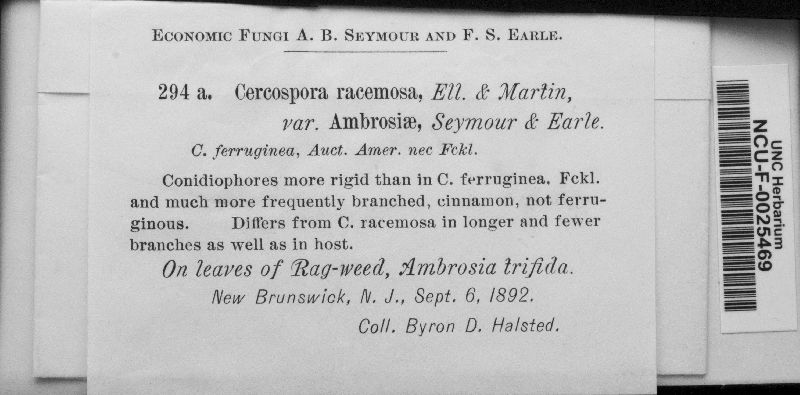 Economic Fungi A. B. Seymour and F. S. Earle.
294 a. Cercospora racemosa, Ell. & Martin,
var. Ambrosiæ, Seymour & Earle.
C. ferruginea, Auct. Amer. nec Fckl.
Conidiophores more rigid than in C. ferruginea. Fckl.
and much more frequently branched, cinnamon, not ferru-
ginous. Differs from C. racemosa in longer and fewer
branches as well as in host.
On leaves of Rag-weed, Ambrosia trifida.
New Brunswick, N. J., Sept. 6, 1892.
Coll. Byron D. Halsted.
UNC Herbarium
NCU-F-0025469